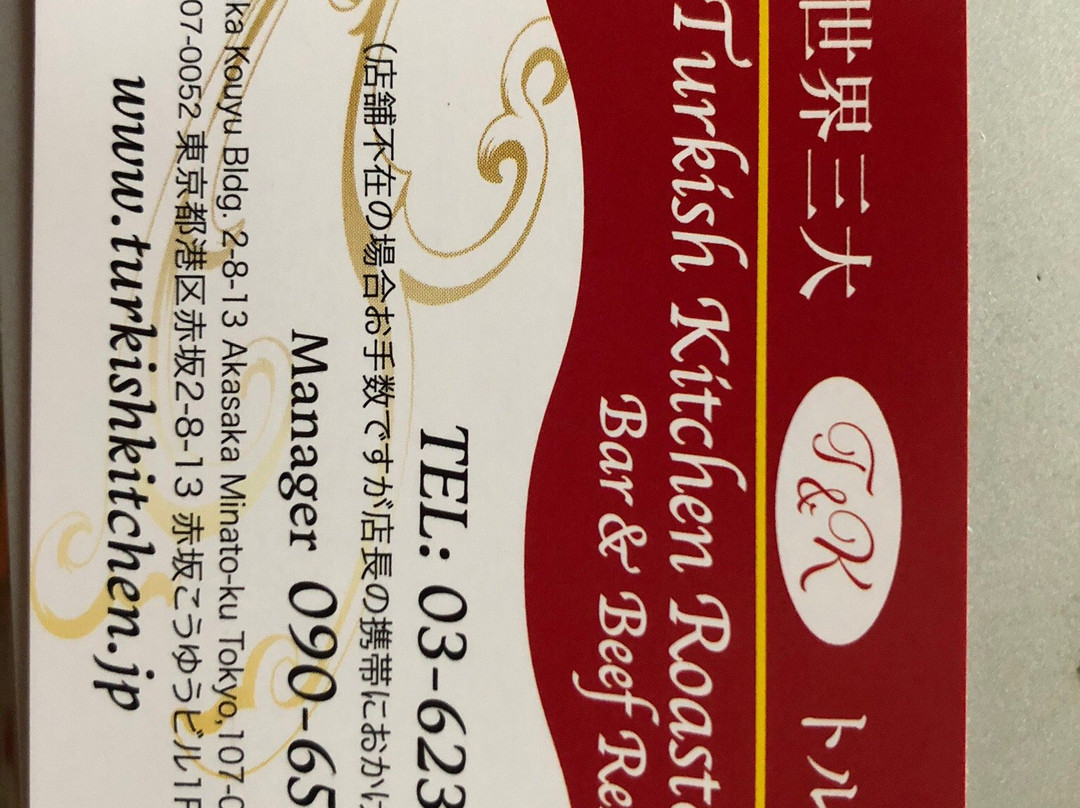 世界三大 T&K トル
Turkish Kitchen Roast
Bar & Beef Re
TEL: 03-623
(店舗不在の場合お手数ですが店長の携帯におかけ
Manager 090-65
ka Kouyu Bldg. 2-8-13 Akasaka Minato-ku Tokyo,107-0
07-0052 東京都港区赤坂2-8-13 赤坂こうゆうビル1F
www.turkishkitchen.jp